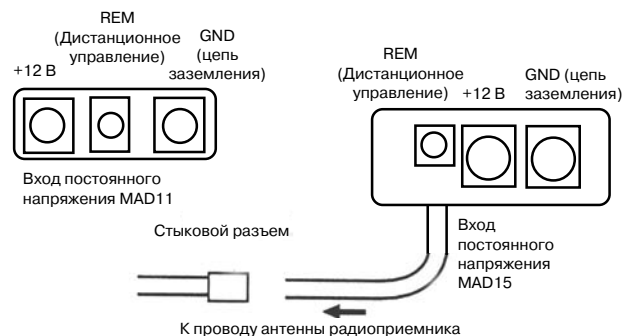 REM
(Дистанционное
управление)
GND
(цепь
заземления)
+12 В
Вход постоянного
напряжения MAD11
REM
(Дистанционное
управление)
+12 В
GND (цепь
заземления)
Вход
постоянного
напряжения
MAD15
Стыковой разъем
К проводу антенны радиоприемника